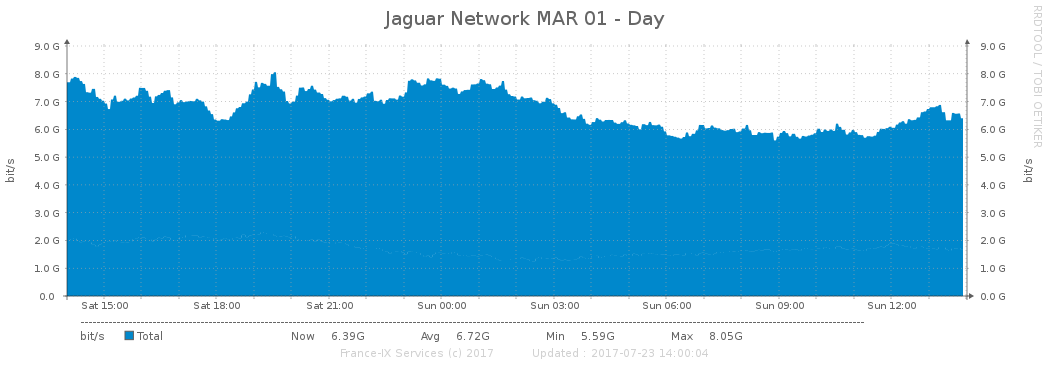 Jaguar Network MAR 01 - Day
RRDTOOL / TOBI OETIKER
9.0 G 9.0 G
8.0 G 8.0 G
7.0 G 7.0 G
6.0 G 6.0 G
5.0 G 5.0 G
4.0 G 4.0 G
3.0 G 3.0 G
2.0 G 2.0 G
1.0 G 1.0 G
0.0 0.0 G
bit/s
bit/s
Sat 15:00 Sat 18:00 Sat 21:00 Sun 00:00 Sun 03:00 Sun 06:00 Sun 09:00 Sun 12:00
bit/s Total Now 6.39G Avg 6.72G Min 5.59G Max 8.05G
France-IX Services (c) 2017 Updated : 2017-07-23 14:00:04